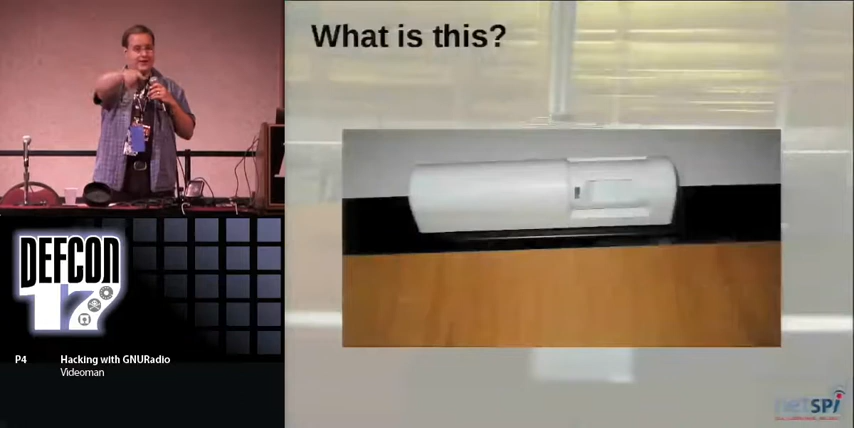 What is this?
DEFCON
17
P4 Hacking with GNURadio
Videoman
netSPi